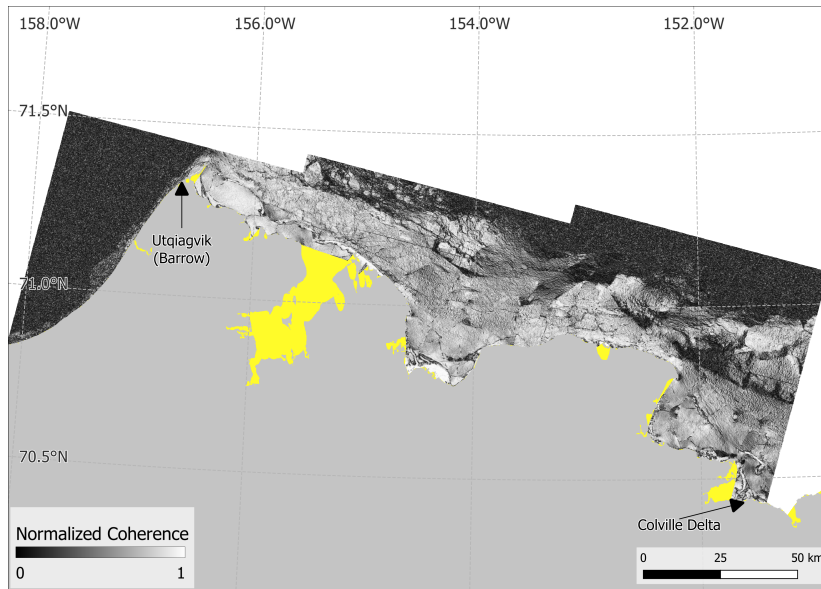 158.0°W 156.0°W 154.0°W 152.0°W
71.5°N
Utqiagvik
(Barrow)
71.0°N
70.5°N
Colville Delta
Normalized Coherence
0 1
0 25 50 km